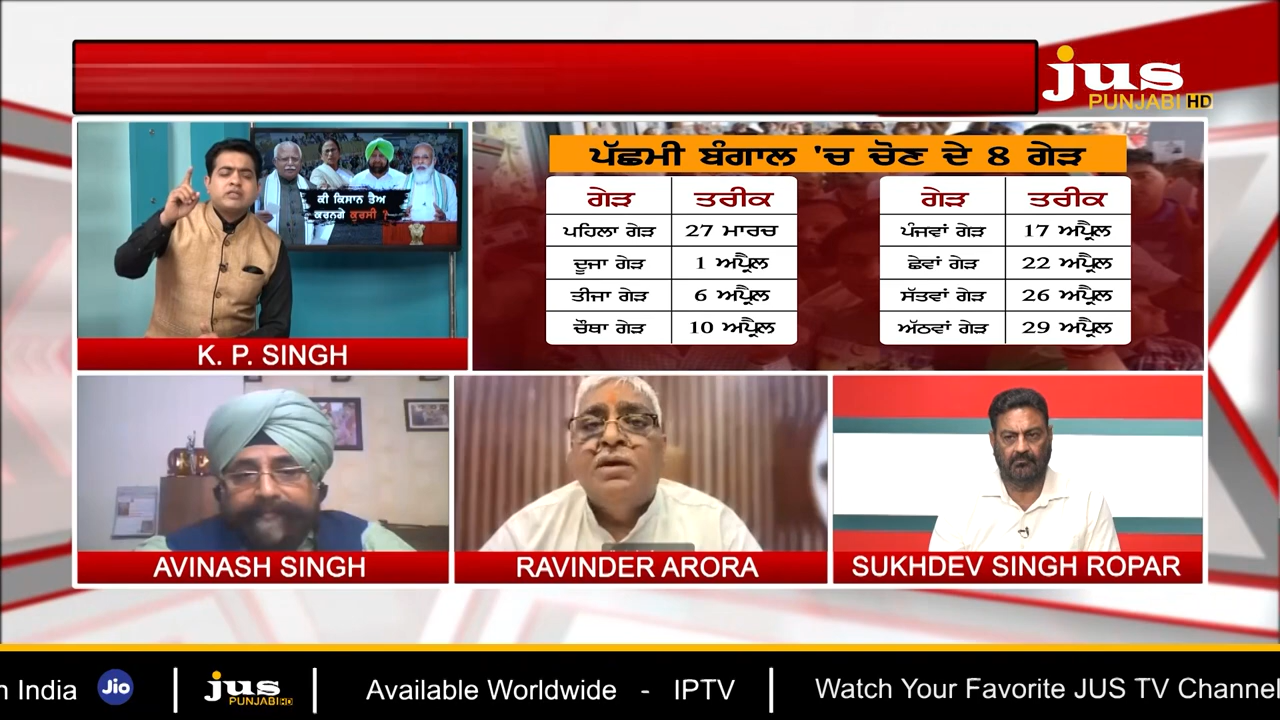 jus
PUNJABI HD
ਪੱਛਮੀ ਬੰਗਾਲ 'ਚ ਚੋਣ ਦੇ 8 ਗੇੜ
ਗੇੜ ਤਰੀਕ
ਪਹਿਲਾ ਗੇੜ 27 ਮਾਰਚ
ਦੂਜਾ ਗੇੜ 1 ਅਪ੍ਰੈਲ
ਤੀਜਾ ਗੇੜ 6 ਅਪ੍ਰੈਲ
ਚੌਥਾ ਗੇੜ 10 ਅਪ੍ਰੈਲ
ਗੇੜ ਤਰੀਕ
ਪੰਜਵਾਂ ਗੇੜ 17 ਅਪ੍ਰੈਲ
ਛੇਵਾਂ ਗੇੜ 22 ਅਪ੍ਰੈਲ
ਸੱਤਵਾਂ ਗੇੜ 26 ਅਪ੍ਰੈਲ
ਅੱਠਵਾਂ ਗੇੜ 29 ਅਪ੍ਰੈਲ
ਕੀ ਕਿਸਾਨ ਤੈਅ
ਕਰਨਗੇ ਕੁਰਸੀ ?
K. P. SINGH
AVINASH SINGH
RAVINDER ARORA
SUKHDEV SINGH ROPAR
n India Jio | jus PUNJABI HD | Available Worldwide - IPTV | Watch Your Favorite JUS TV Channel